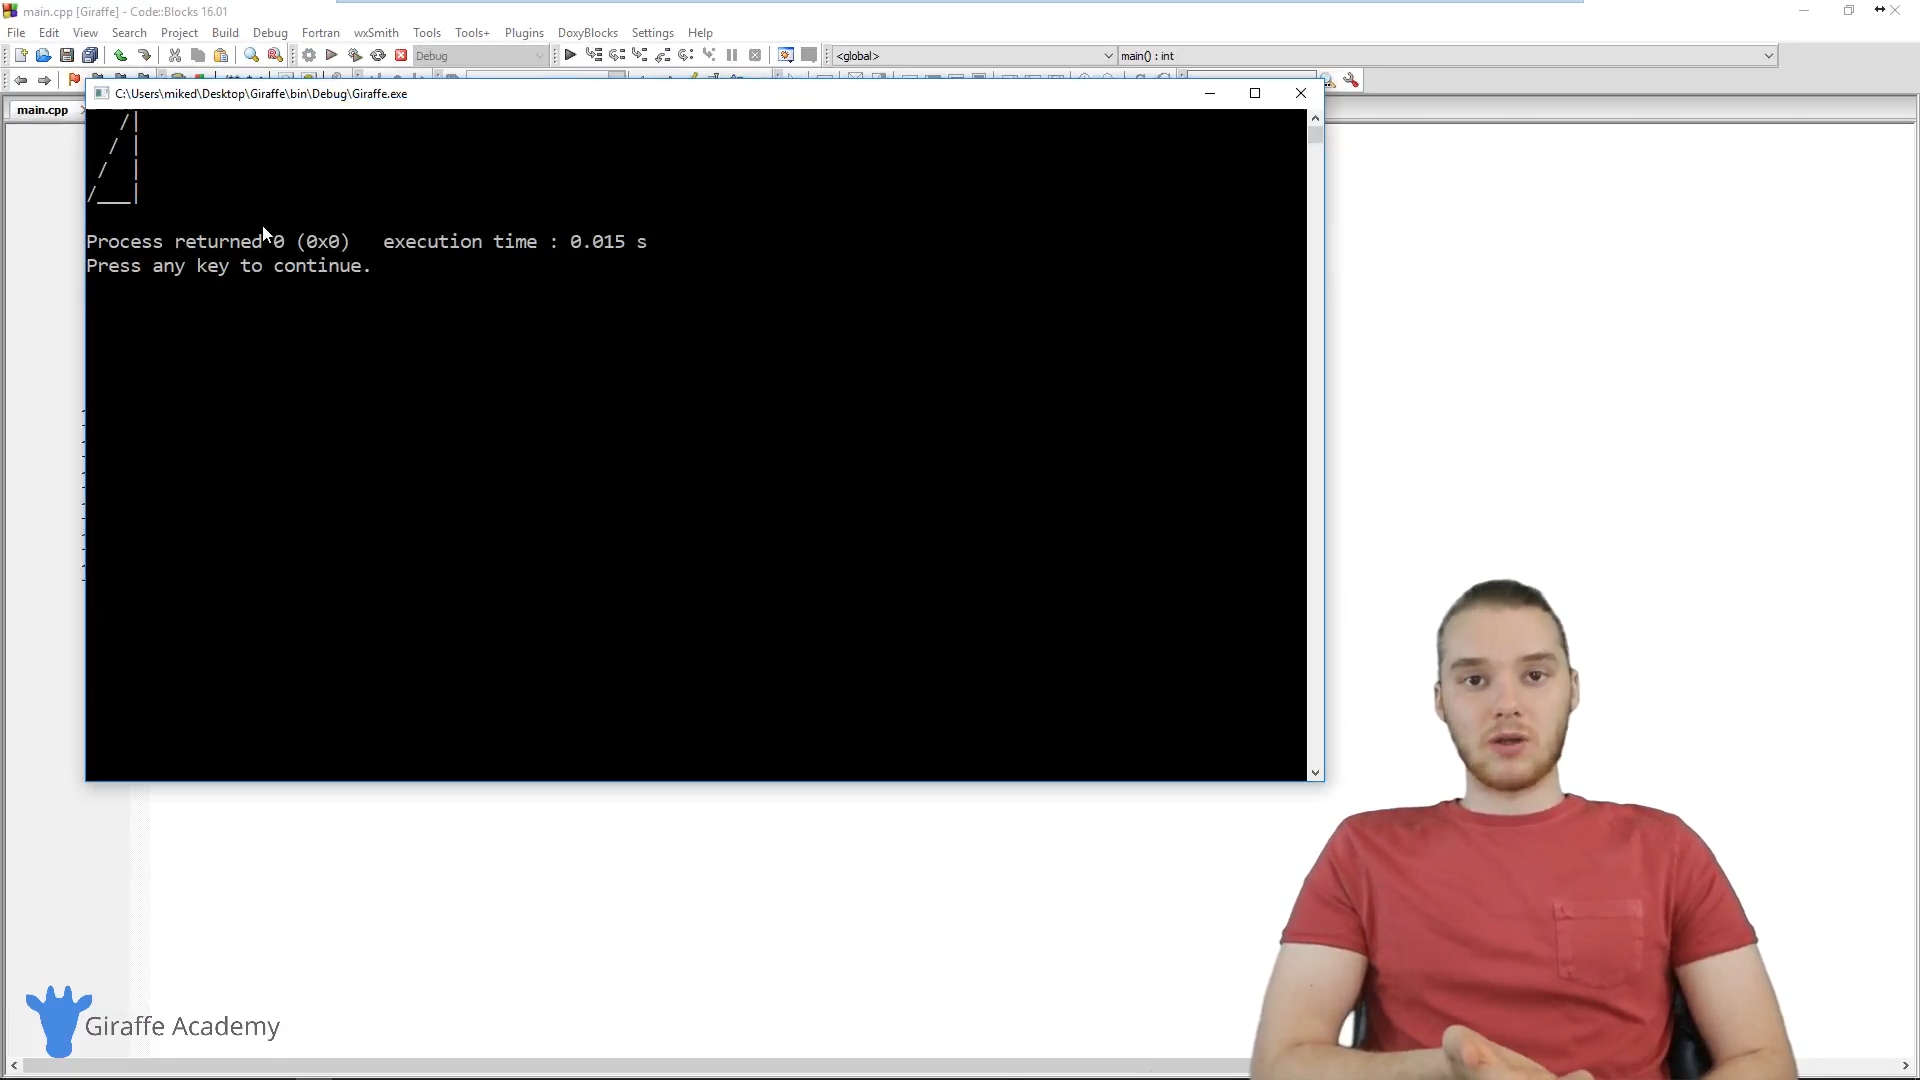 main.cpp [Giraffe] - Code::Blocks 16.01
File Edit View Search Project Build Debug Fortran wxSmith Tools Tools+ Plugins DoxyBlocks Settings Help
Debug <global> main() : int
main.cpp
C:\Users\miked\Desktop\Giraffe\bin\Debug\Giraffe.exe
   /|
  / |
 /  |
/___|
Process returned 0 (0x0)   execution time : 0.015 s
Press any key to continue.
Giraffe Academy